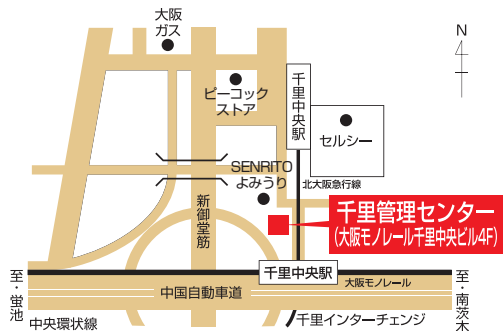 大阪
ガス
N
ピーコック
ストア
千里中央駅
セルシー
SENRITO
よみうり
北大阪急行線
新御堂筋
千里管理センター
(大阪モノレール千里中央ビル4F)
千里中央駅
大阪モノレール
至・蛍池
中国自動車道
至・南茨木
中央環状線
千里インターチェンジ